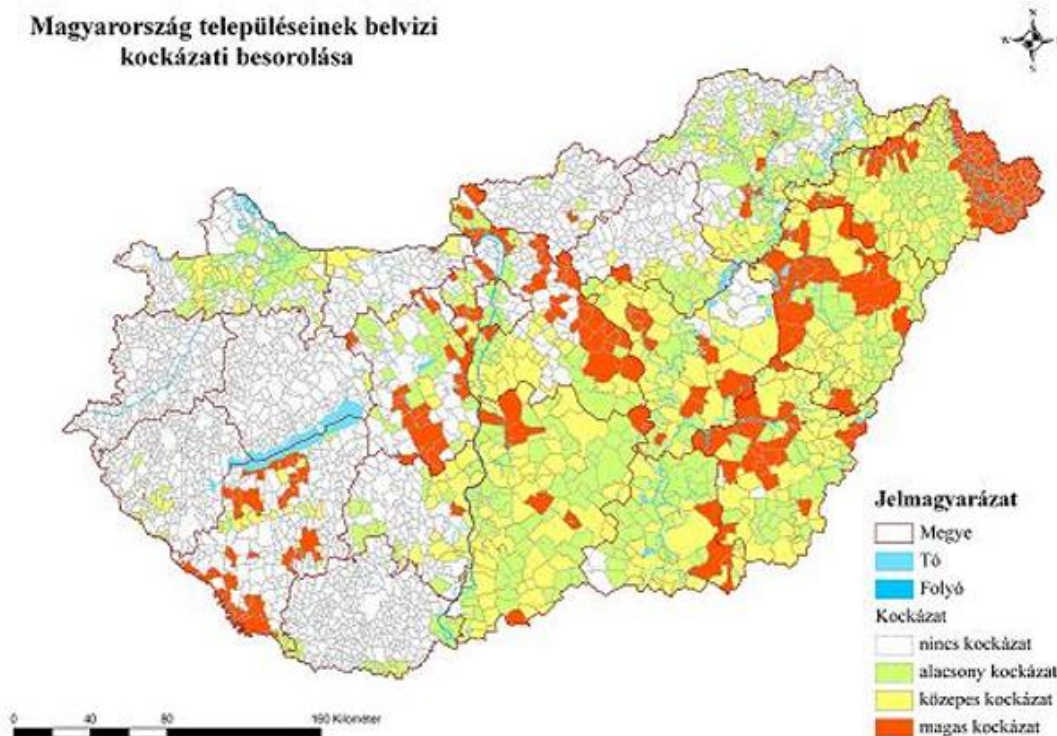 Magyarország településeinek belvizi
kockázati besorolása
N
W
S
Jelmagyarázat
Megye
Tó
Folyó
Kockázat
nincs kockázat
alacsony kockázat
közepes kockázat
magas kockázat
0 40 80 160 Kilométer